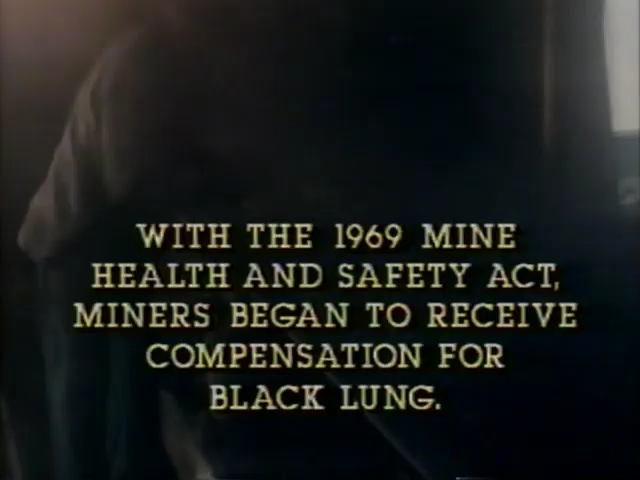 WITH THE 1969 MINE
HEALTH AND SAFETY ACT,
MINERS BEGAN TO RECEIVE
COMPENSATION FOR
BLACK LUNG.